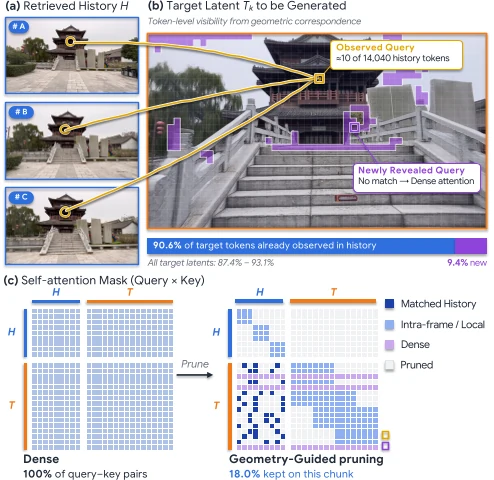 (a) Retrieved History H
# A
# B
# C
(b) Target Latent Tk to be Generated
Token-level visibility from geometric correspondence
Observed Query
≈10 of 14,040 history tokens
Newly Revealed Query
No match → Dense attention
90.6% of target tokens already observed in history
All target latents: 87.4% – 93.1%
9.4% new
(c) Self-attention Mask (Query × Key)
H
T
H
T
Dense
100% of query–key pairs
Prune
H
T
H
T
Geometry-Guided pruning
18.0% kept on this chunk
Matched History
Intra-frame / Local
Dense
Pruned